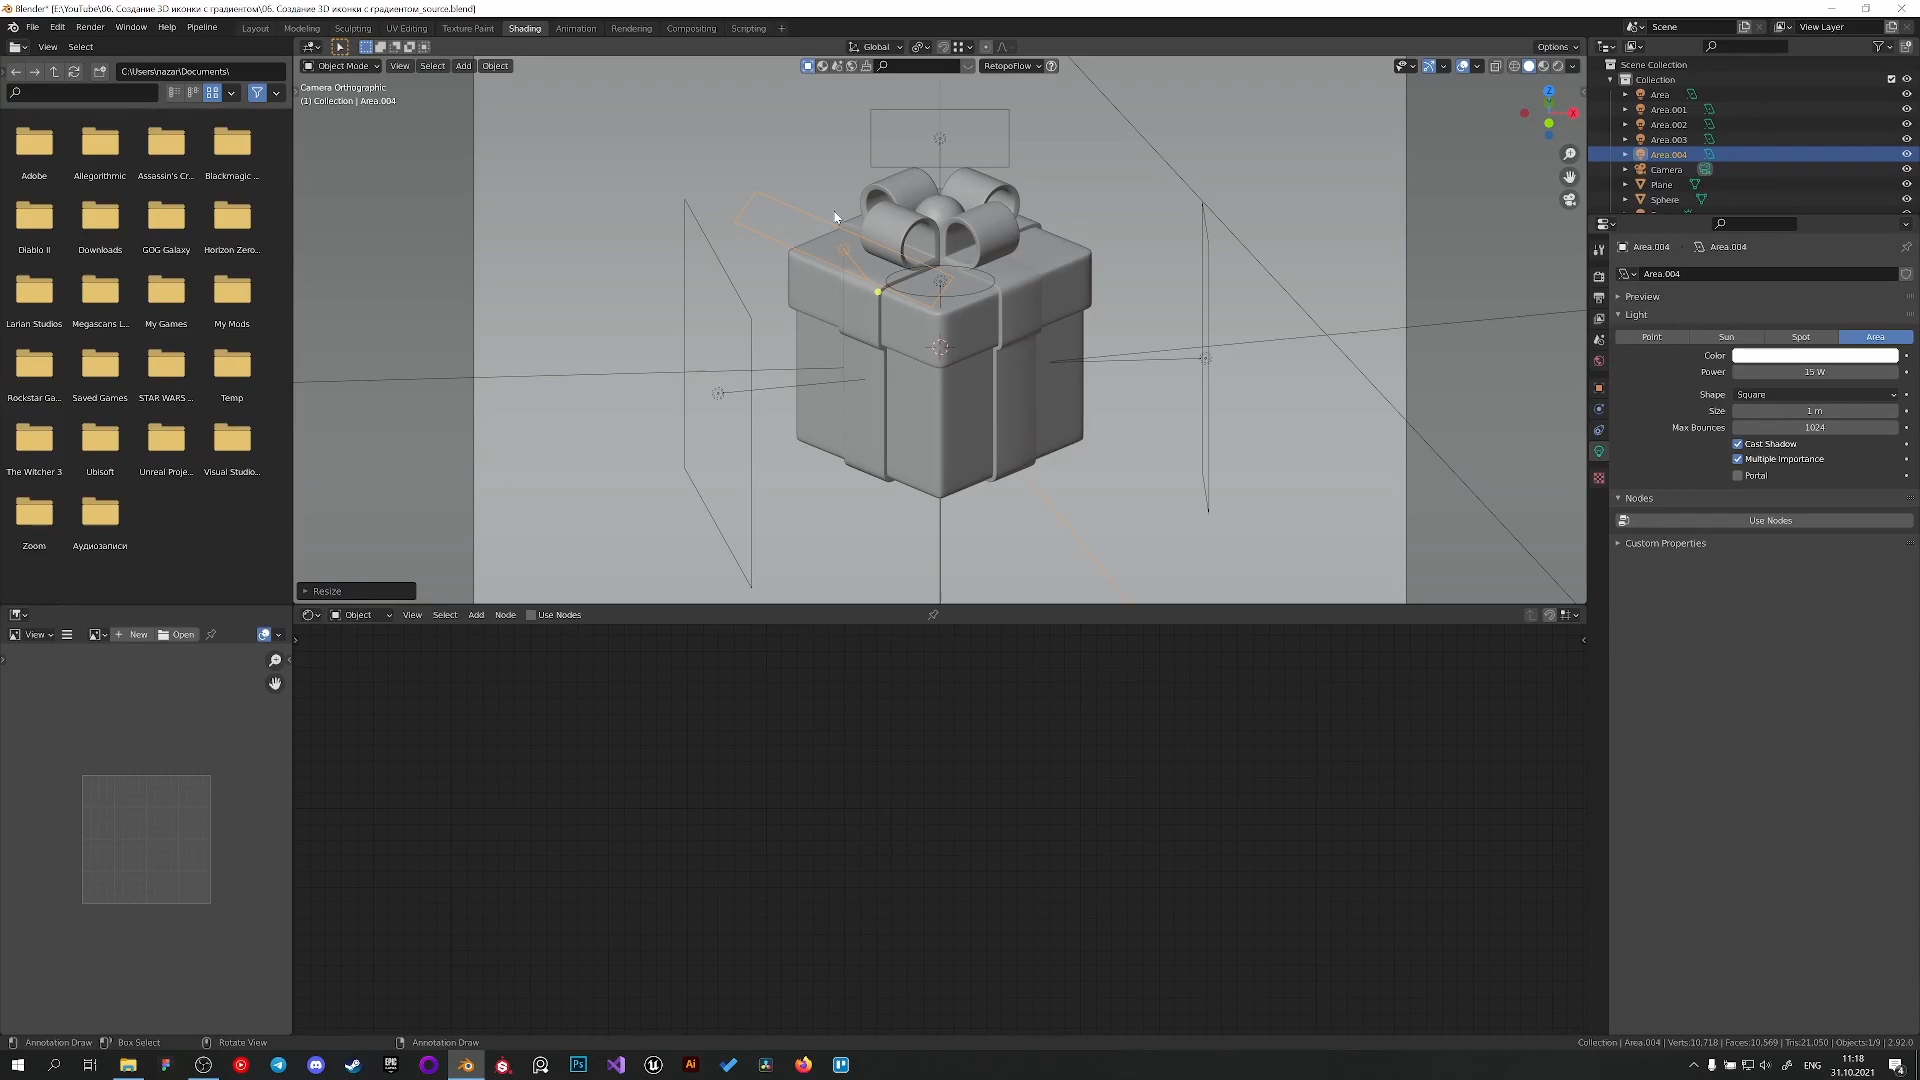 Blender* [E:\YouTube\06. Создание 3D иконки с градиентом\06. Создание 3D иконки с градиентом_source.blend]
File Edit Render Window Help Pipeline
Layout Modeling Sculpting UV Editing Texture Paint Shading Animation Rendering Compositing Scripting +
Scene
View Layer
View Select
Global
Options
C:\Users\nazar\Documents\
Object Mode View Select Add Object
RetopoFlow
Camera Orthographic
(1) Collection | Area.004
Adobe
Allegorithmic
Assassin's Cr...
Blackmagic ...
Diablo II
Downloads
GOG Galaxy
Horizon Zero...
Larian Studios
Megascans L...
My Games
My Mods
Rockstar Ga...
Saved Games
STAR WARS ...
Temp
The Witcher 3
Ubisoft
Unreal Proje...
Visual Studio...
Zoom
Аудиозаписи
Z
X
Resize
Scene Collection
Collection
Area
Area.001
Area.002
Area.003
Area.004
Camera
Plane
Sphere
Area.004
Area.004
Area.004
Preview
Light
Point Sun Spot Area
Color
Power 15 W
Shape Square
Size 1 m
Max Bounces 1024
Cast Shadow
Multiple Importance
Portal
Nodes
Use Nodes
Custom Properties
Object View Select Add Node Use Nodes
View New Open
Annotation Draw
Box Select
Rotate View
Annotation Draw
Collection | Area.004 | Verts:10,718 | Faces:10,569 | Tris:21,050 | Objects:1/9 | 2.92.0
EPIC
Ps
Ai
ENG
11:18
31.10.2021
4